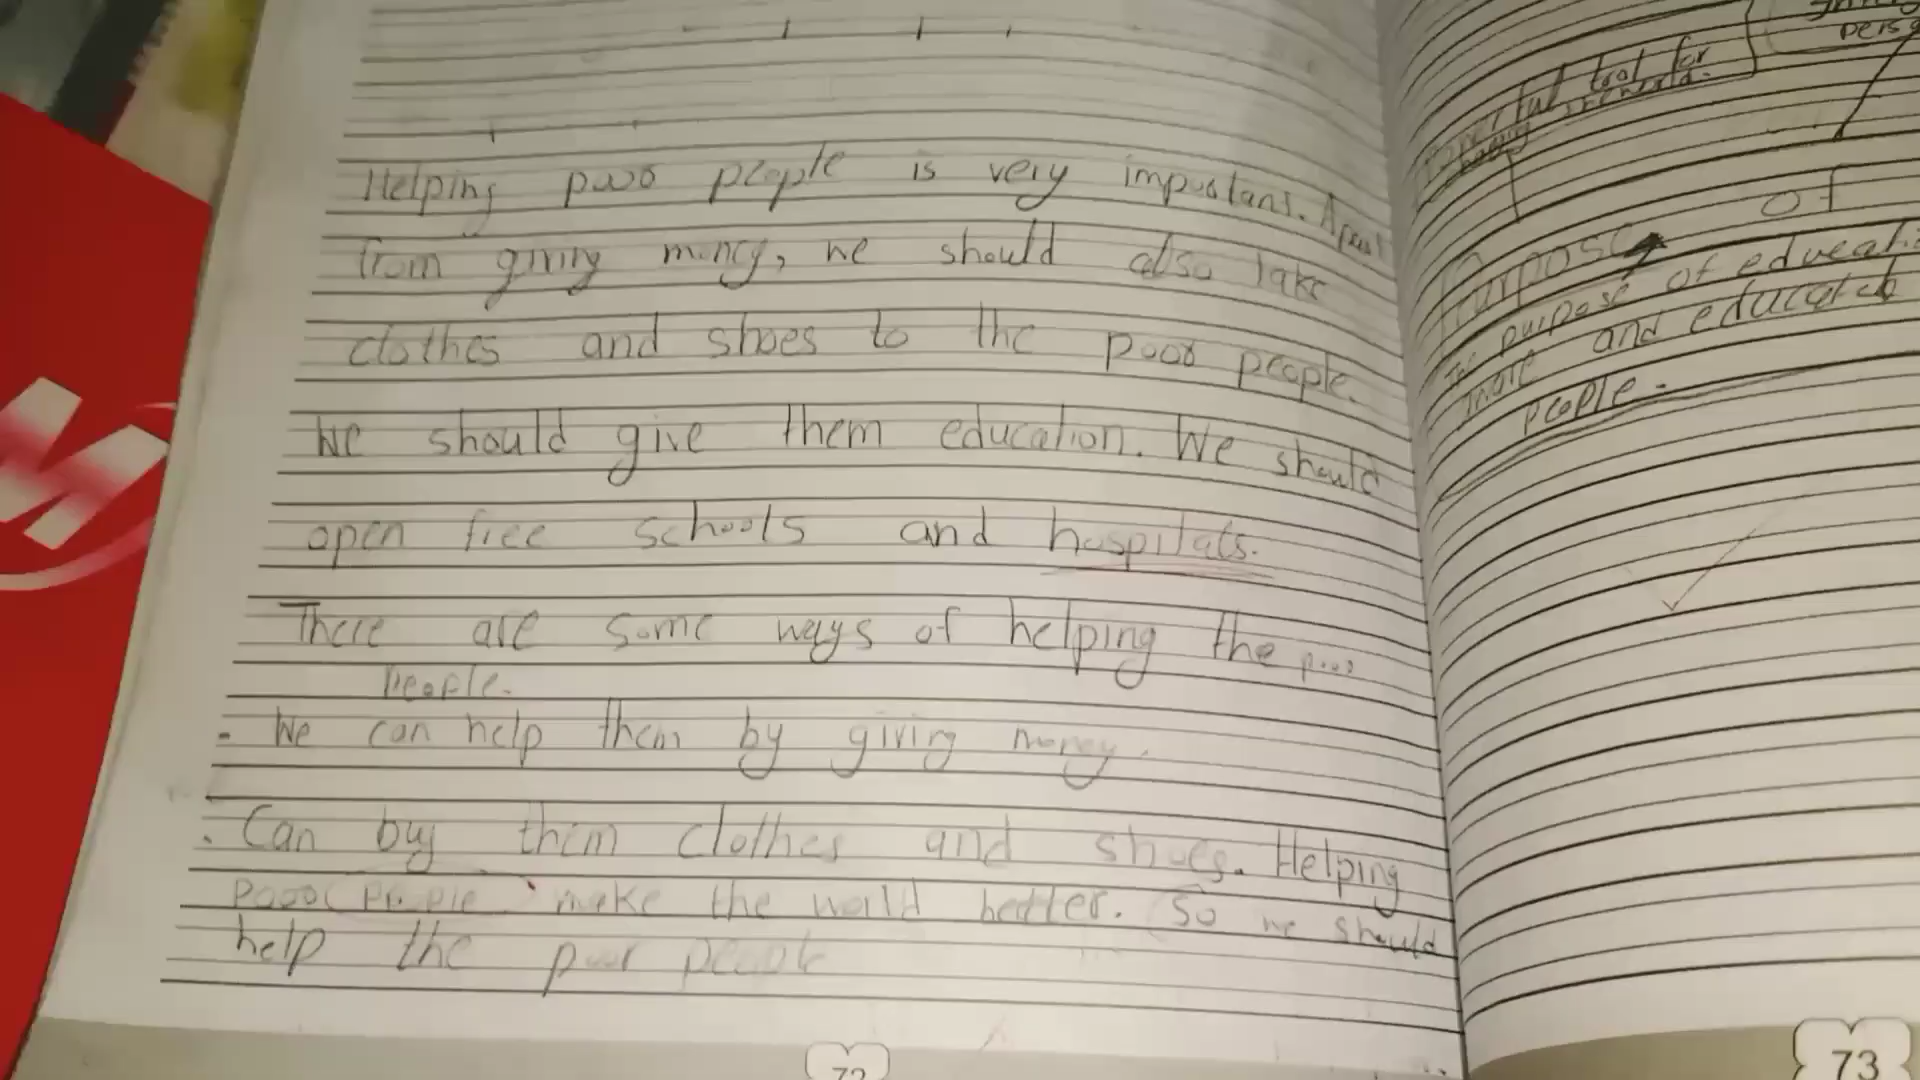 Helping poor people is very important. Apart
from giving money, we should also take
clothes and shoes to the poor people.
We should give them education. We should
open free schools and hospitals.
There are some ways of helping the poor
people.
- We can help them by giving money.
. Can buy them clothes and shoes. Helping
poor people make the world better. So we should
help the poor people
72
tool for
of
purpose of educati
more and educated
people.
73